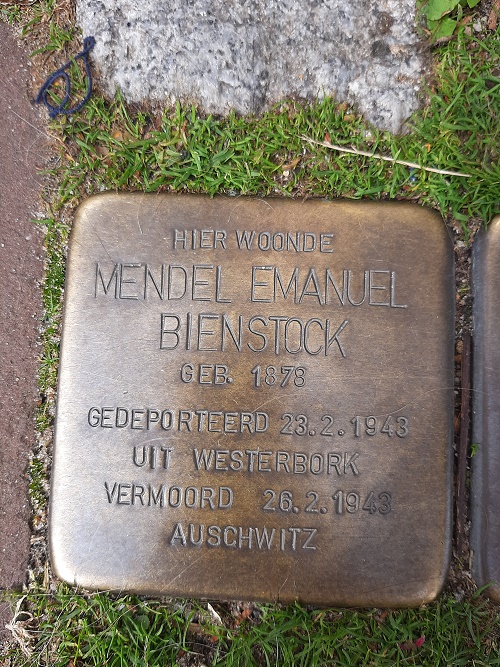 HIER WOONDE
MENDEL EMANUEL
BIENSTOCK
GEB. 1878
GEDEPORTEERD 23.2.1943
UIT WESTERBORK
VERMOORD 26.2.1943
AUSCHWITZ